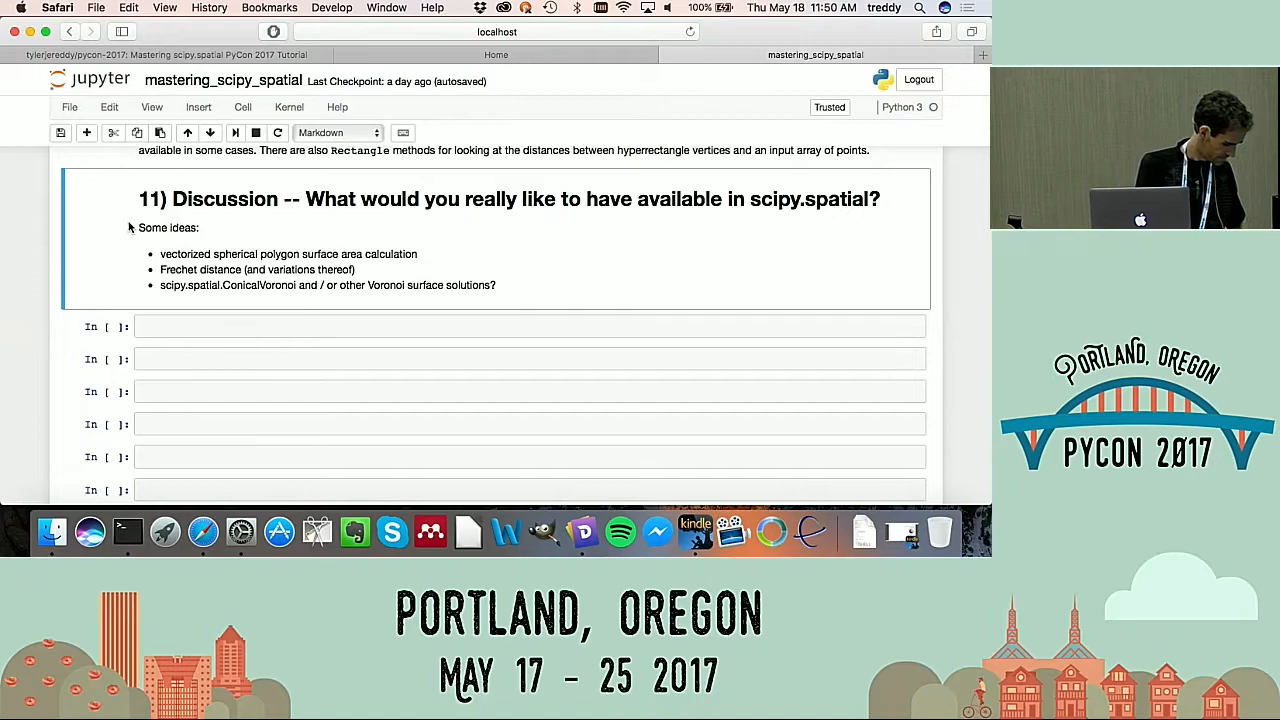 Safari File Edit View History Bookmarks Develop Window Help 100% Thu May 18 11:50 AM treddy
localhost
tylerjereddy/pycon-2017: Mastering scipy.spatial PyCon 2017 Tutorial Home mastering_scipy_spatial
jupyter mastering_scipy_spatial Last Checkpoint: a day ago (autosaved) Logout
File Edit View Insert Cell Kernel Help Trusted Python 3
Markdown
available in some cases. There are also Rectangle methods for looking at the distances between hyperrectangle vertices and an input array of points.
11) Discussion -- What would you really like to have available in scipy.spatial?
Some ideas:
• vectorized spherical polygon surface area calculation
• Frechet distance (and variations thereof)
• scipy.spatial.ConicalVoronoi and / or other Voronoi surface solutions?
In [ ]:
In [ ]:
In [ ]:
In [ ]:
In [ ]:
In [ ]:
kindle
PORTLAND, OREGON
PYCON 2017
PORTLAND, OREGON
MAY 17 - 25 2017